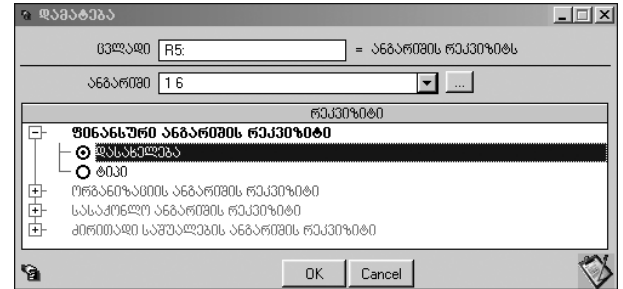 დამატება
ცვლადი R5: = ანგარიშის რეკვიზიტს
ანგარიში 1 6 ...
რეკვიზიტი
ფინანსური ანგარიშის რეკვიზიტი
დასახელება
ტიპი
ორგანიზაციის ანგარიშის რეკვიზიტი
სასაქონლო ანგარიშის რეკვიზიტი
ძირითადი საშუალების ანგარიშის რეკვიზიტი
OK Cancel